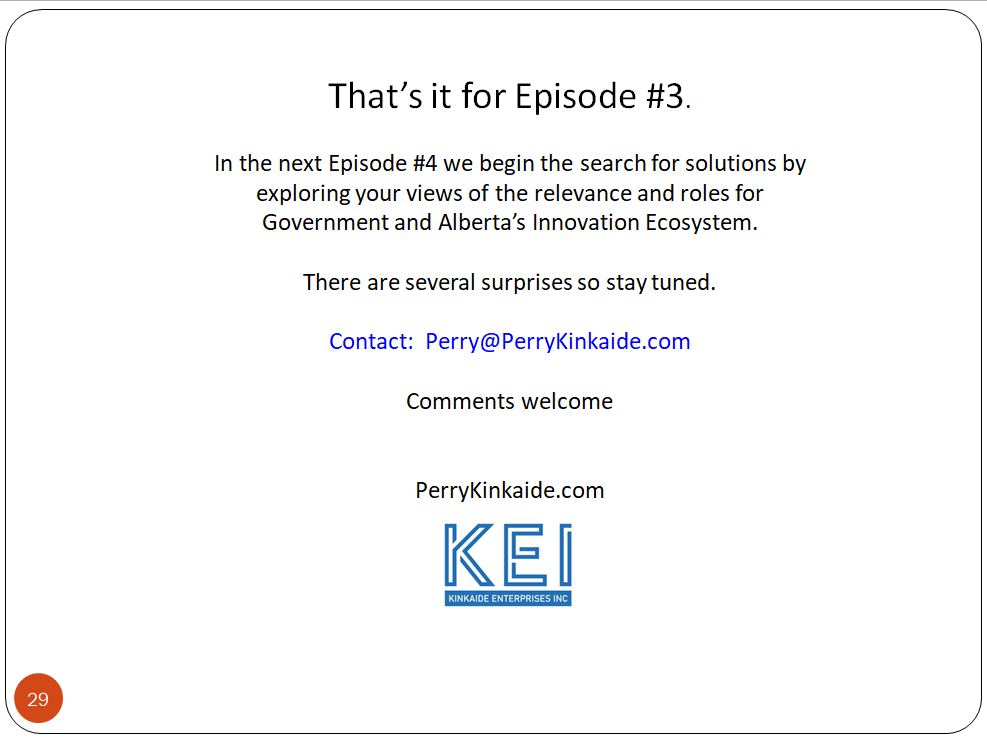 That’s it for Episode #3.
In the next Episode #4 we begin the search for solutions by
exploring your views of the relevance and roles for
Government and Alberta’s Innovation Ecosystem.
There are several surprises so stay tuned.
Contact:  Perry@PerryKinkaide.com
Comments welcome
PerryKinkaide.com
KEI
KINKAIDE ENTERPRISES INC
29